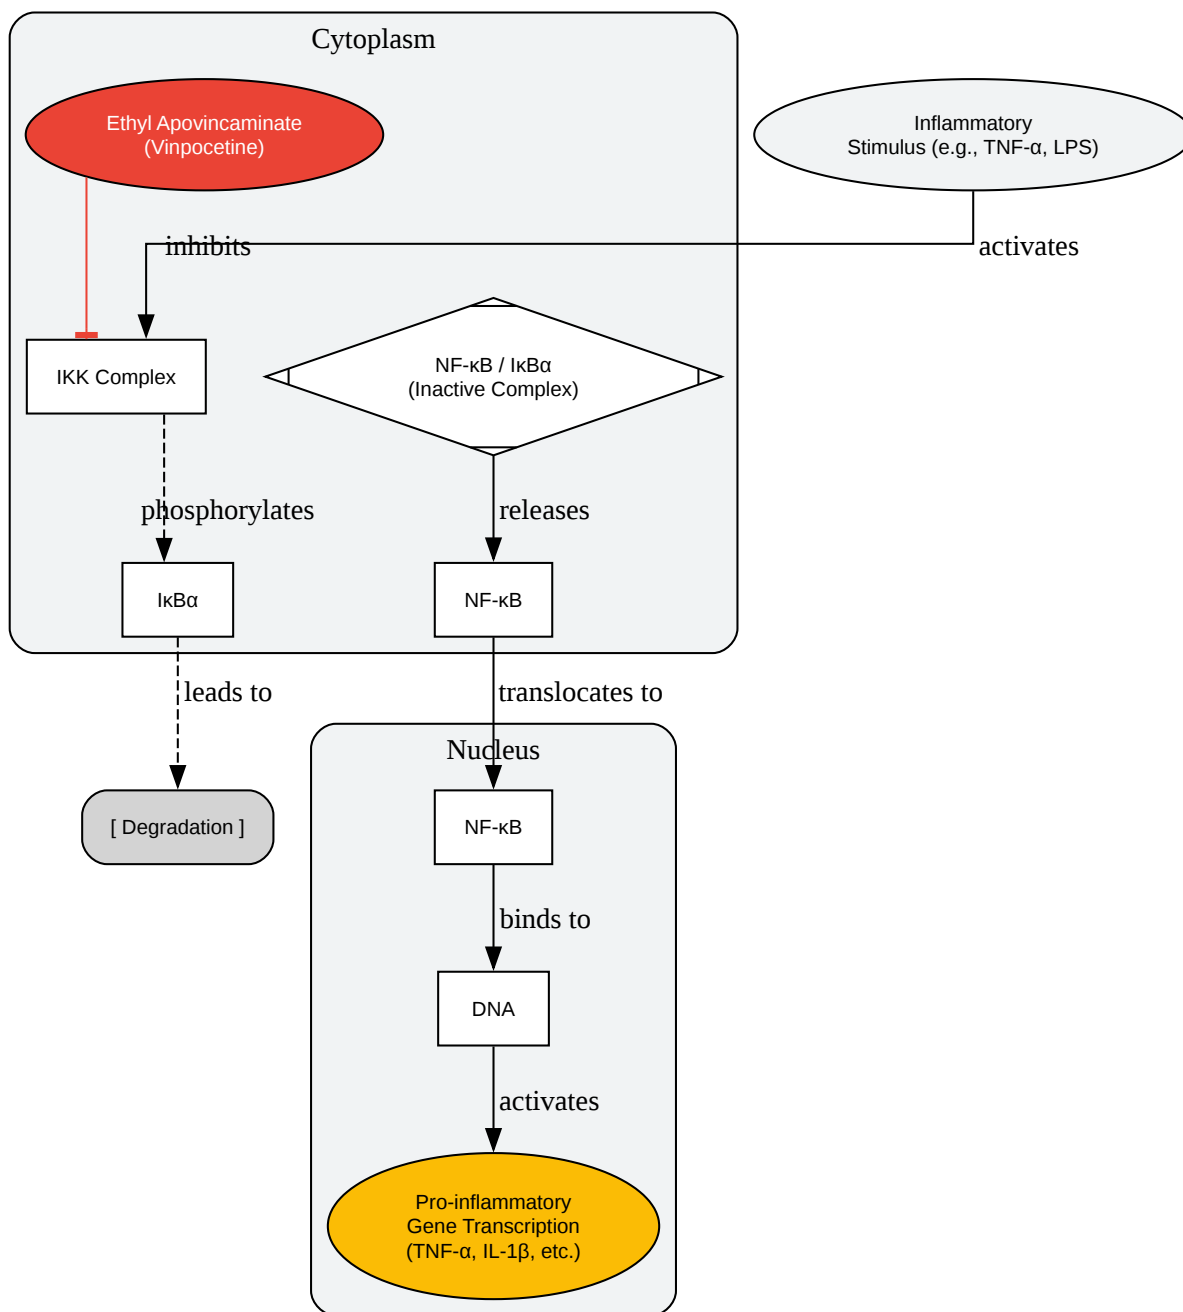 Cytoplasm
Ethyl Apovincaminate
(Vinpocetine)
Inflammatory
Stimulus (e.g., TNF-α, LPS)
inhibits
activates
IKK Complex
NF-κB / IκBα
(Inactive Complex)
phosphorylates
releases
IκBα
NF-κB
leads to
translocates to
Nucleus
[ Degradation ]
NF-κB
binds to
DNA
activates
Pro-inflammatory
Gene Transcription
(TNF-α, IL-1β, etc.)